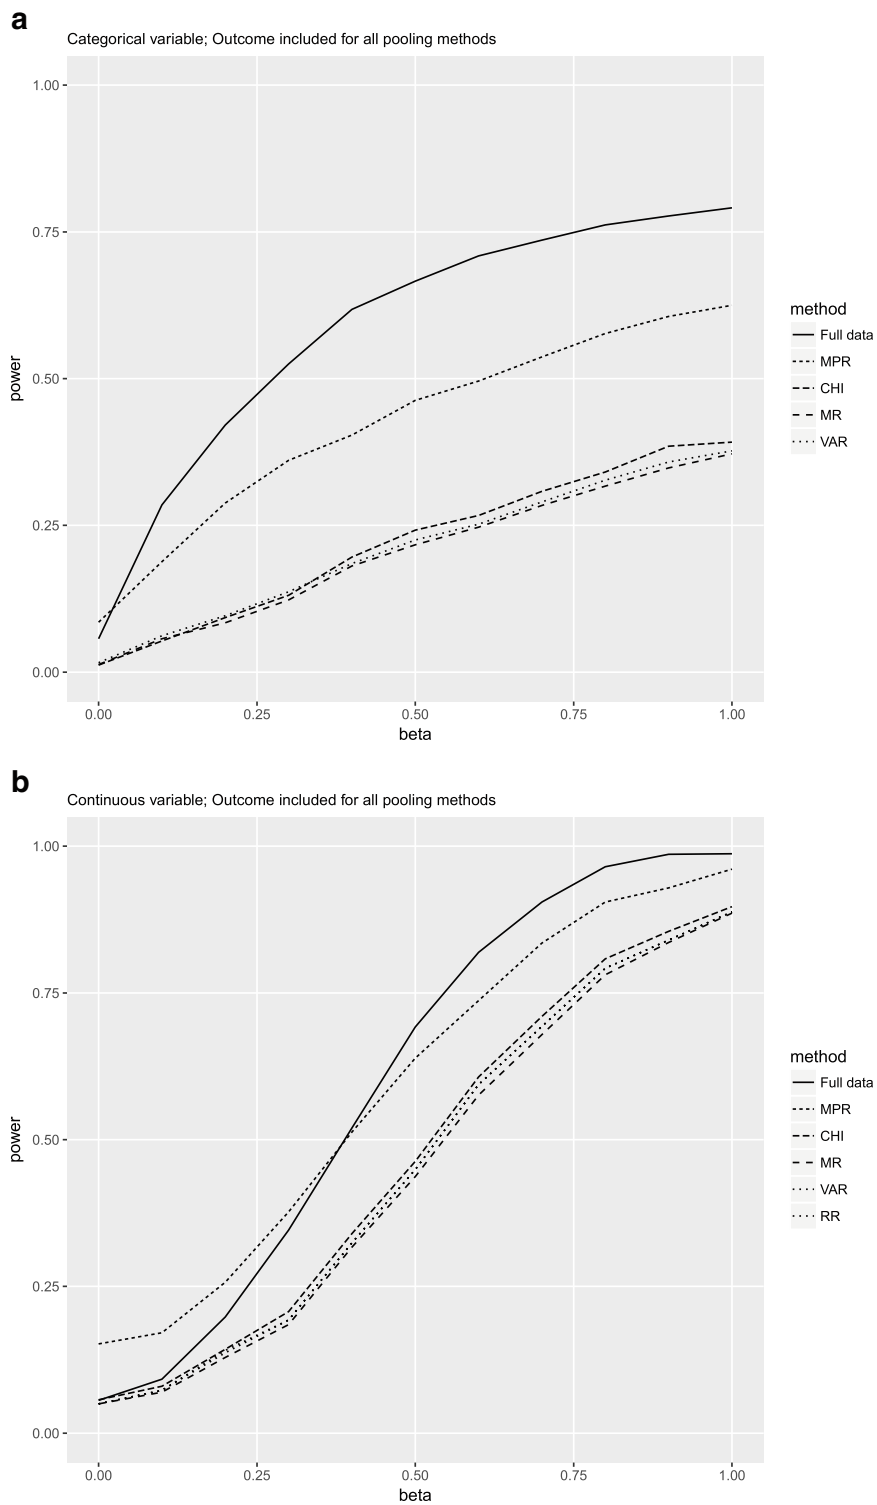 a
Categorical variable; Outcome included for all pooling methods
1.00
0.75
0.50
0.25
0.00
power
0.00 0.25 0.50 0.75 1.00
beta
method
Full data
MPR
CHI
MR
VAR
b
Continuous variable; Outcome included for all pooling methods
1.00
0.75
0.50
0.25
0.00
power
0.00 0.25 0.50 0.75 1.00
beta
method
Full data
MPR
CHI
MR
VAR
RR